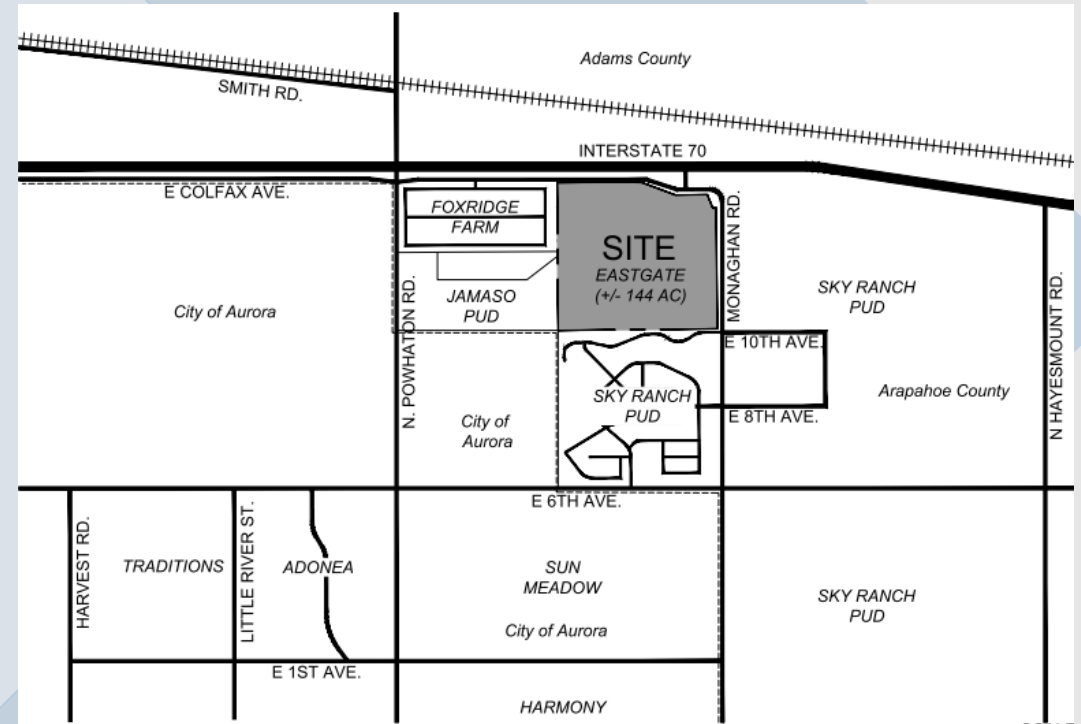 Adams County
SMITH RD.
INTERSTATE 70
E COLFAX AVE.
FOXRIDGE
FARM
SITE
EASTGATE
(+/- 144 AC)
MONAGHAN RD.
N. POWHATON RD.
JAMASO
PUD
City of Aurora
SKY RANCH
PUD
N HAYESMOUNT RD.
E 10TH AVE.
Arapahoe County
SKY RANCH
PUD
E 8TH AVE.
City of
Aurora
E 6TH AVE.
HARVEST RD.
TRADITIONS
LITTLE RIVER ST.
ADONEA
SUN
MEADOW
City of Aurora
SKY RANCH
PUD
E 1ST AVE.
HARMONY